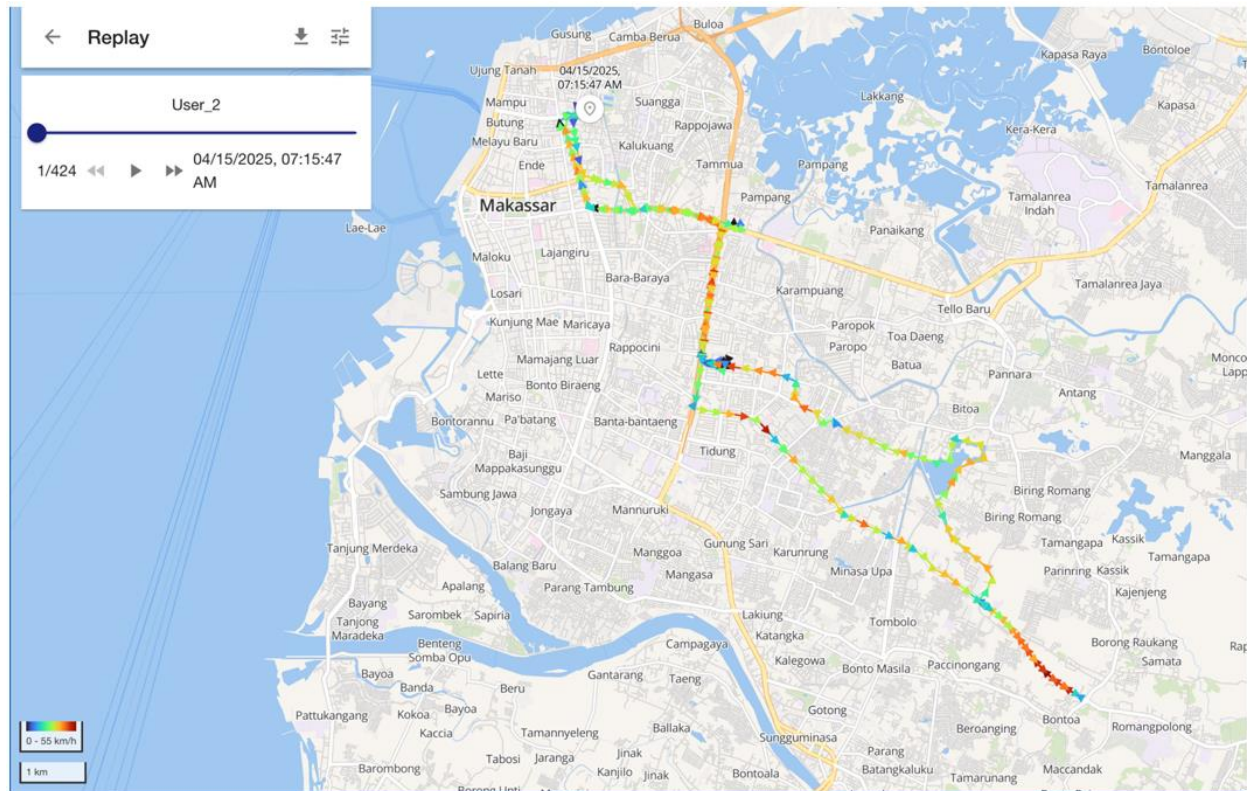 Replay
User_2
1/424
04/15/2025, 07:15:47
AM
0 - 55 km/h
1 km
04/15/2025,
07:15:47 AM
Gusung
Camba Berua
Buloa
Kapasa Raya
Bontoloe
Ujung Tanah
Mampu
Suangga
Lakkang
Kapasa
Butung
Rappojawa
Kera-Kera
Melayu Baru
Kalukuang
Ende
Tammua
Pampang
Tamalanrea
Pampang
Tamalanrea
Indah
Makassar
Lae-Lae
Panaikang
Lajangiru
Maloku
Bara-Baraya
Karampuang
Tamalanrea Jaya
Losari
Tello Baru
Kunjung Mae
Maricaya
Paropok
Toa Daeng
Rappocini
Paropo
Mamajang Luar
Batua
Lette
Pannara
Bonto Biraeng
Mariso
Antang
Bontorannu
Pa'batang
Banta-bantaeng
Bitoa
Baji
Mappakasunggu
Tidung
Manggala
Sambung Jawa
Biring Romang
Jongaya
Mannuruki
Biring Romang
Tanjung Merdeka
Gunung Sari
Karunrung
Tamangapa
Kassik
Tamangapa
Balang Baru
Manggoa
Parinring
Kassik
Apalang
Parang Tambung
Mangasa
Minasa Upa
Kajenjeng
Bayang
Sarombek
Sapiria
Lakiung
Tanjong
Maradeka
Tombolo
Benteng
Somba Opu
Campagaya
Katangka
Borong Raukang
Kalegowa
Bonto Masila
Paccinongang
Samata
Bayoa
Gantarang
Taeng
Banda
Beru
Gotong
Bontoa
Pattukangang
Kokoa
Bayoa
Tamannyeleng
Ballaka
Beroanging
Romangpolong
Kaccia
Sungguminasa
Tabosi
Jinak
Parang
Maccandak
Barombong
Jaranga
Kanjilo
Jinak
Bontoala
Batangkaluku
Tamarunang